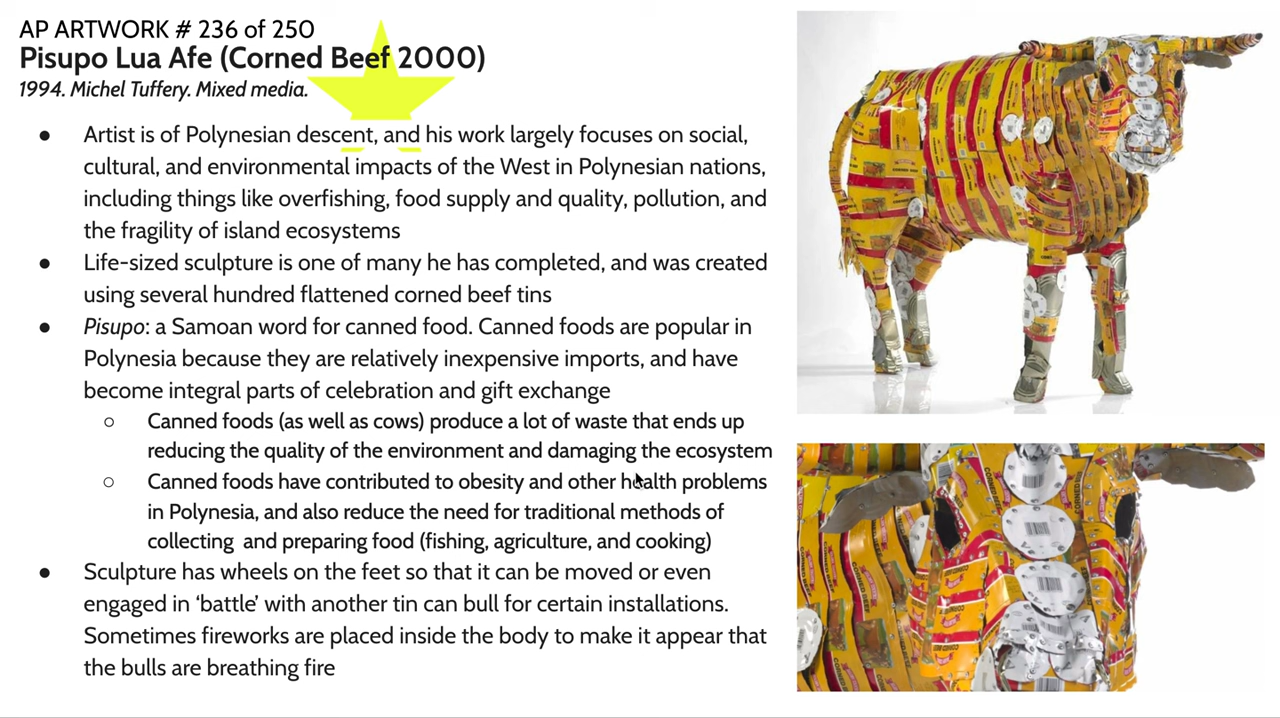 AP ARTWORK # 236 of 250
Pisupo Lua Afe (Corned Beef 2000)
1994. Michel Tuffery. Mixed media.
● Artist is of Polynesian descent, and his work largely focuses on social,
cultural, and environmental impacts of the West in Polynesian nations,
including things like overfishing, food supply and quality, pollution, and
the fragility of island ecosystems
● Life-sized sculpture is one of many he has completed, and was created
using several hundred flattened corned beef tins
● Pisupo: a Samoan word for canned food. Canned foods are popular in
Polynesia because they are relatively inexpensive imports, and have
become integral parts of celebration and gift exchange
○ Canned foods (as well as cows) produce a lot of waste that ends up
reducing the quality of the environment and damaging the ecosystem
○ Canned foods have contributed to obesity and other health problems
in Polynesia, and also reduce the need for traditional methods of
collecting and preparing food (fishing, agriculture, and cooking)
● Sculpture has wheels on the feet so that it can be moved or even
engaged in ‘battle’ with another tin can bull for certain installations.
Sometimes fireworks are placed inside the body to make it appear that
the bulls are breathing fire
CORNED BEEF
CORNED BEEF